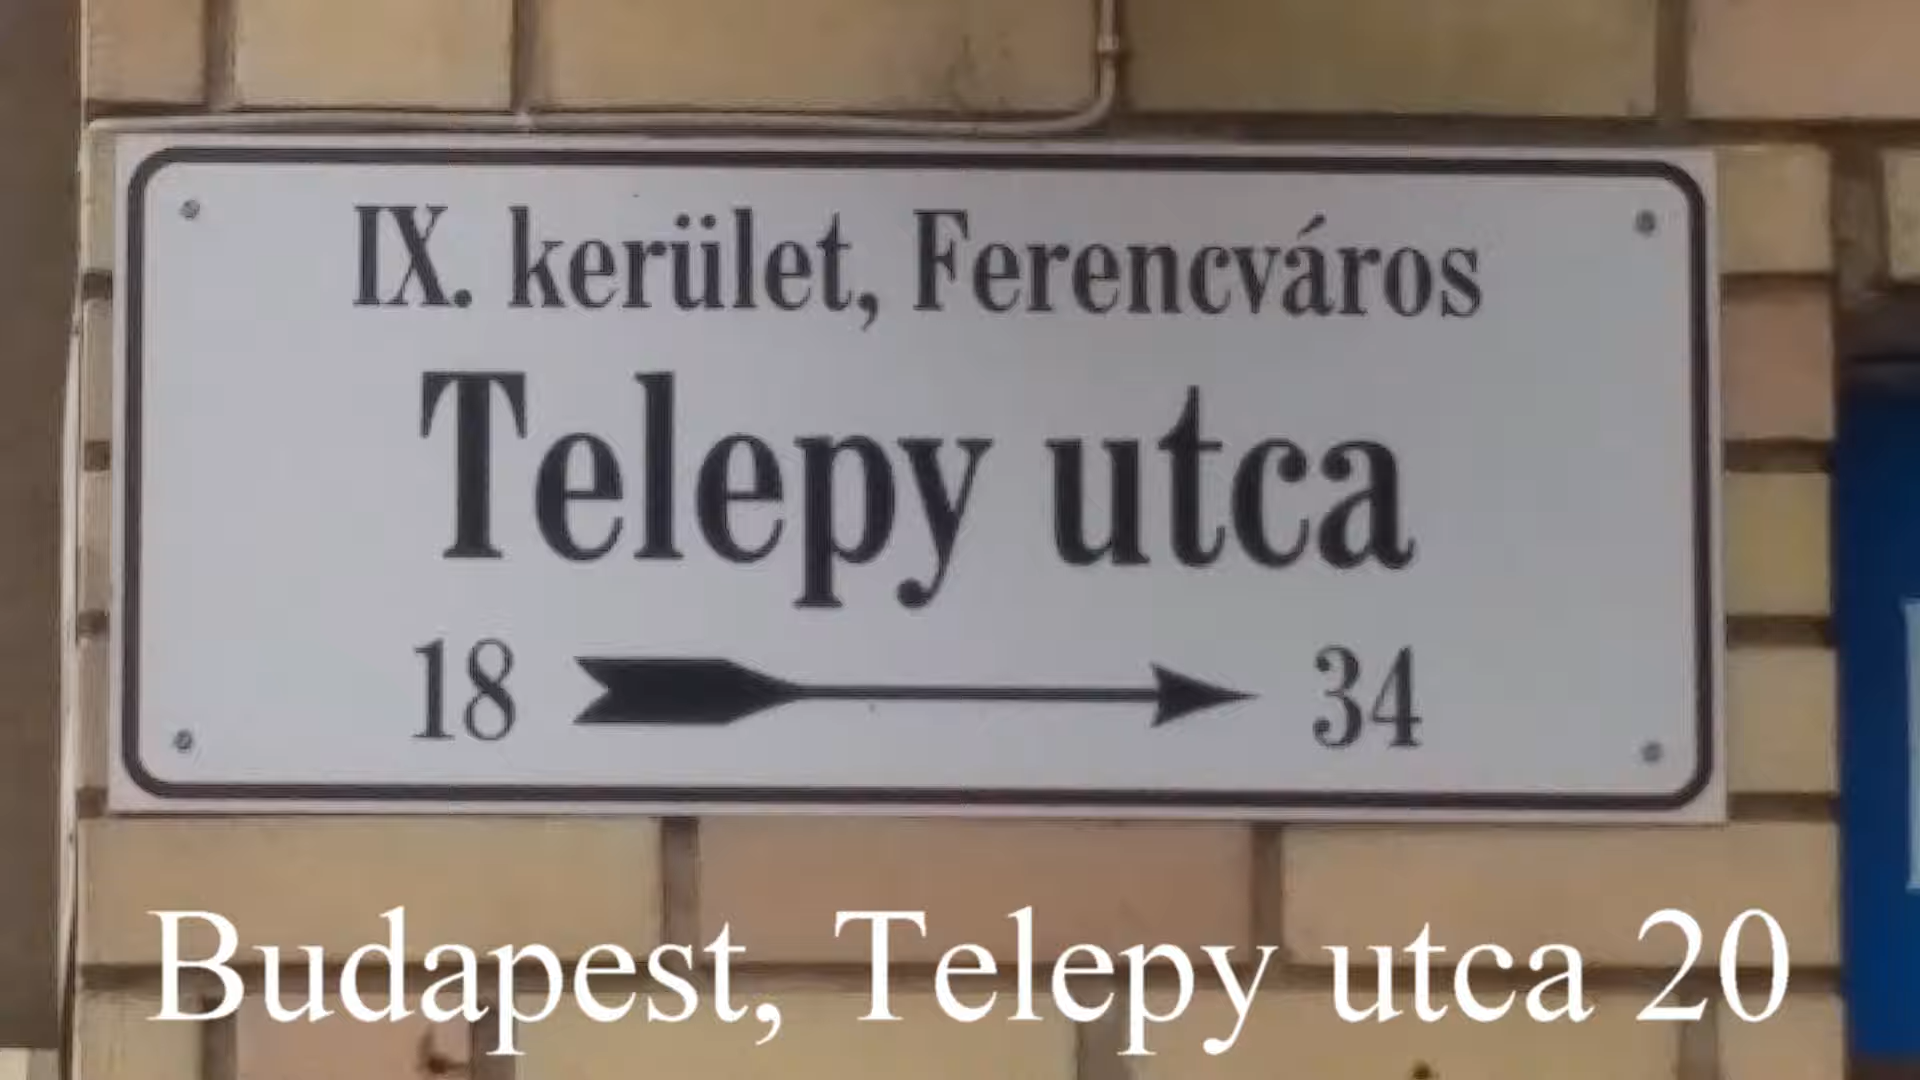 IX. kerület, Ferencváros
Telepy utca
18 34
Budapest, Telepy utca 20